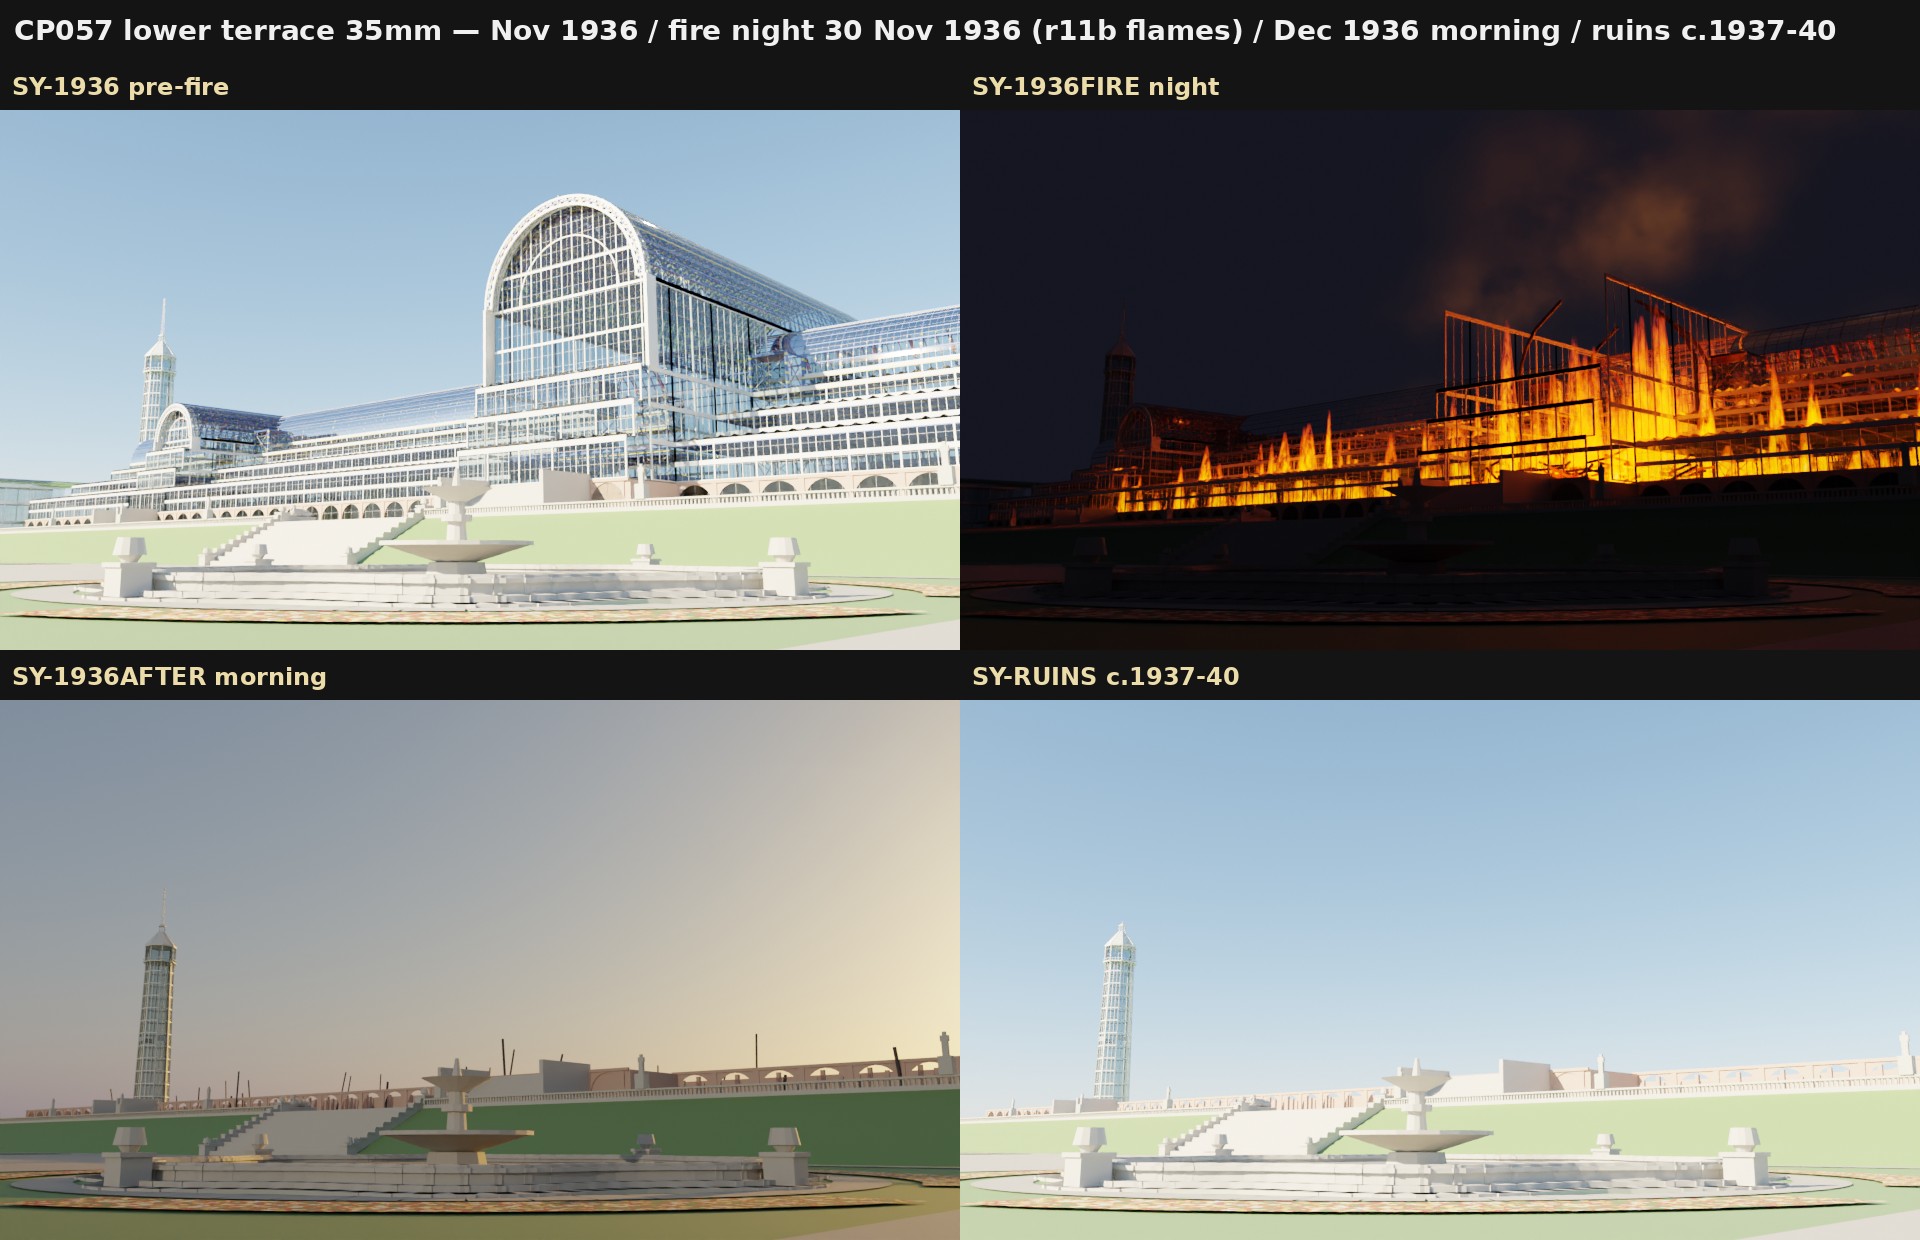 CP057 lower terrace 35mm — Nov 1936 / fire night 30 Nov 1936 (r11b flames) / Dec 1936 morning / ruins c.1937-40
SY-1936 pre-fire
SY-1936FIRE night
SY-1936AFTER morning
SY-RUINS c.1937-40